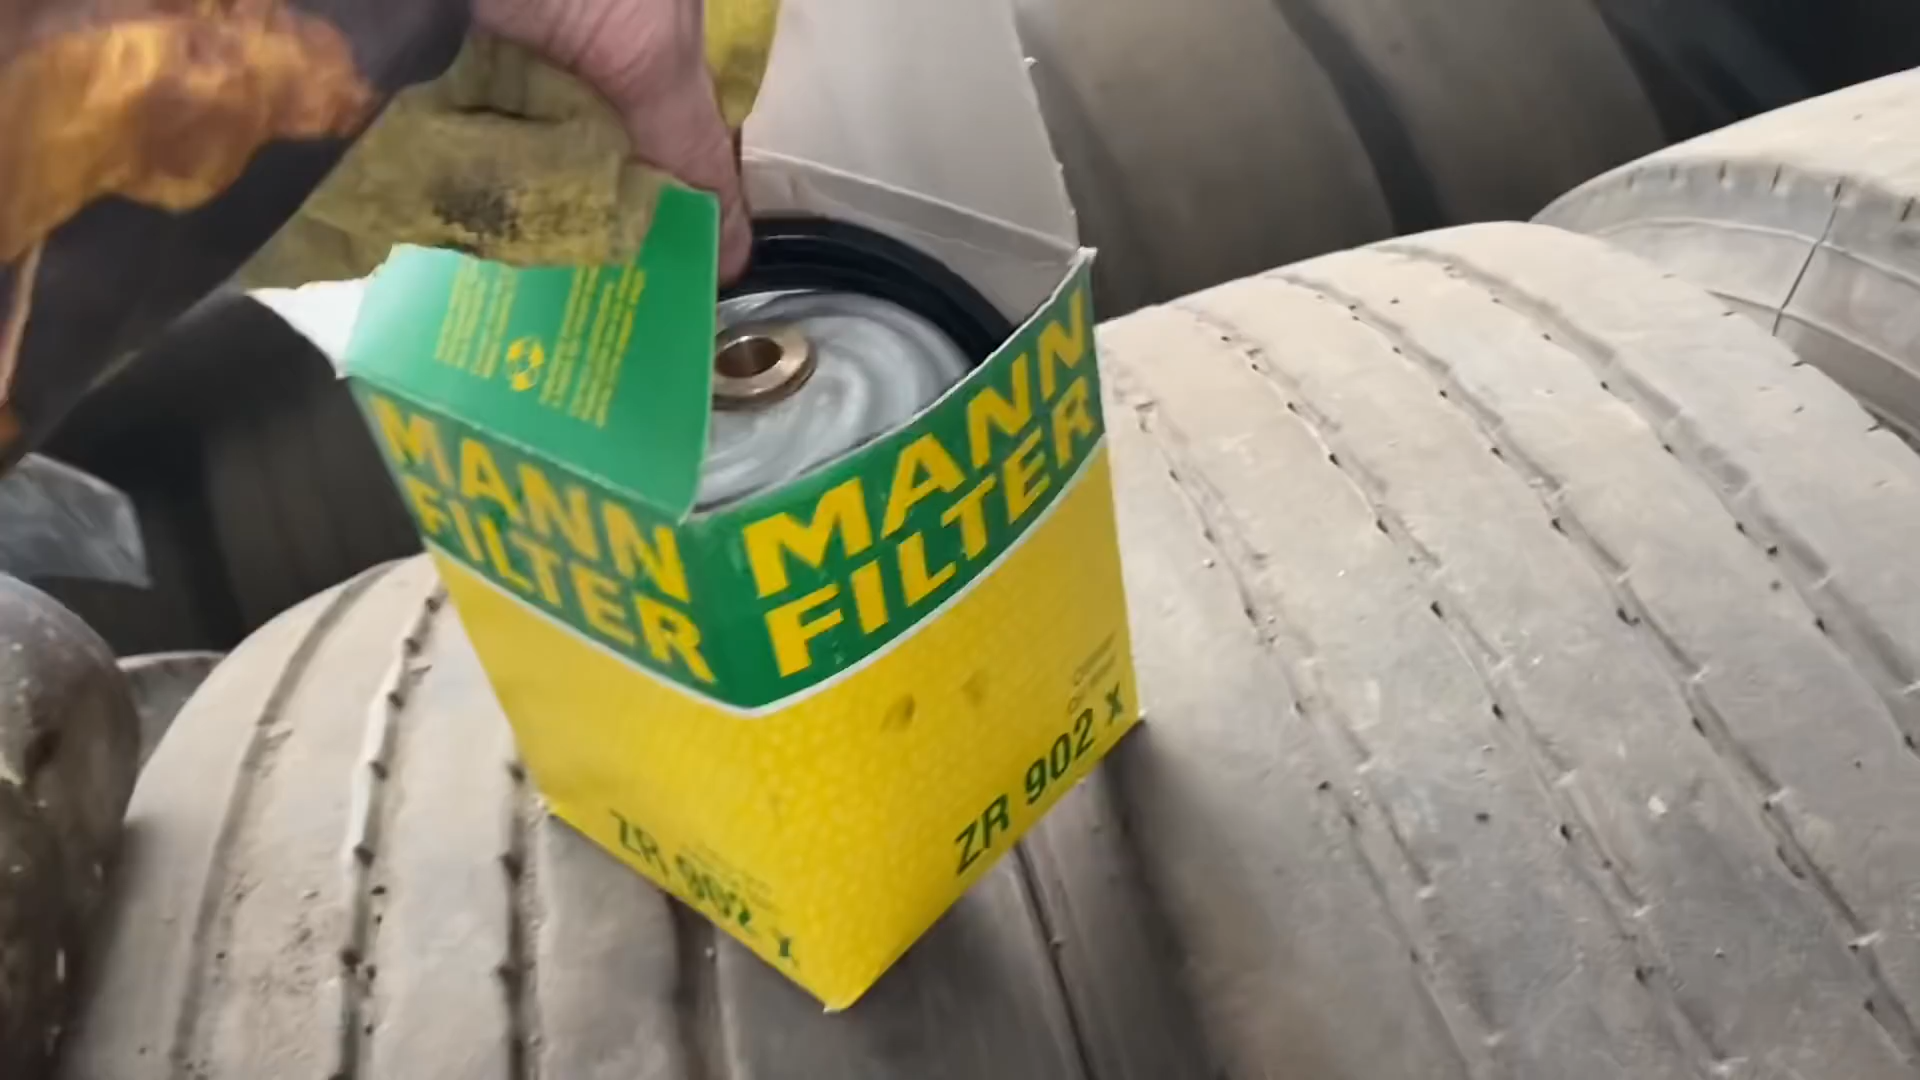 MANN
FILTER
MANN
FILTER
ZR 902 X
ZR 902 X